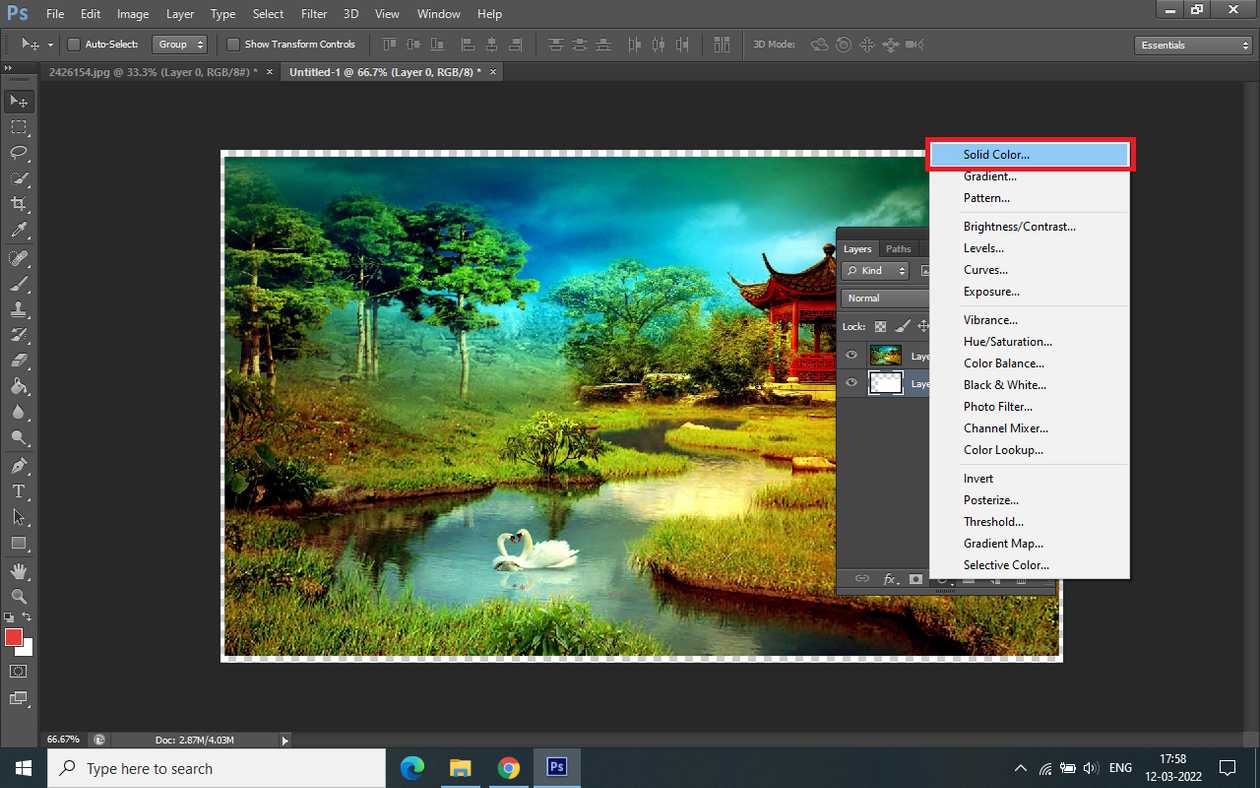 Ps File Edit Image Layer Type Select Filter 3D View Window Help
Auto-Select: Group Show Transform Controls 3D Mode: Essentials
2426154.jpg @ 33.3% (Layer 0, RGB/8#) * × Untitled-1 @ 66.7% (Layer 0, RGB/8) * ×
Solid Color...
Gradient...
Pattern...
Brightness/Contrast...
Levels...
Curves...
Exposure...
Vibrance...
Hue/Saturation...
Color Balance...
Black & White...
Photo Filter...
Channel Mixer...
Color Lookup...
Invert
Posterize...
Threshold...
Gradient Map...
Selective Color...
Layers Paths
Kind
Normal
Lock:
Laye
Laye
fx
T
66.67% Doc: 2.87M/4.03M
Type here to search
Ps
ENG
17:58
12-03-2022